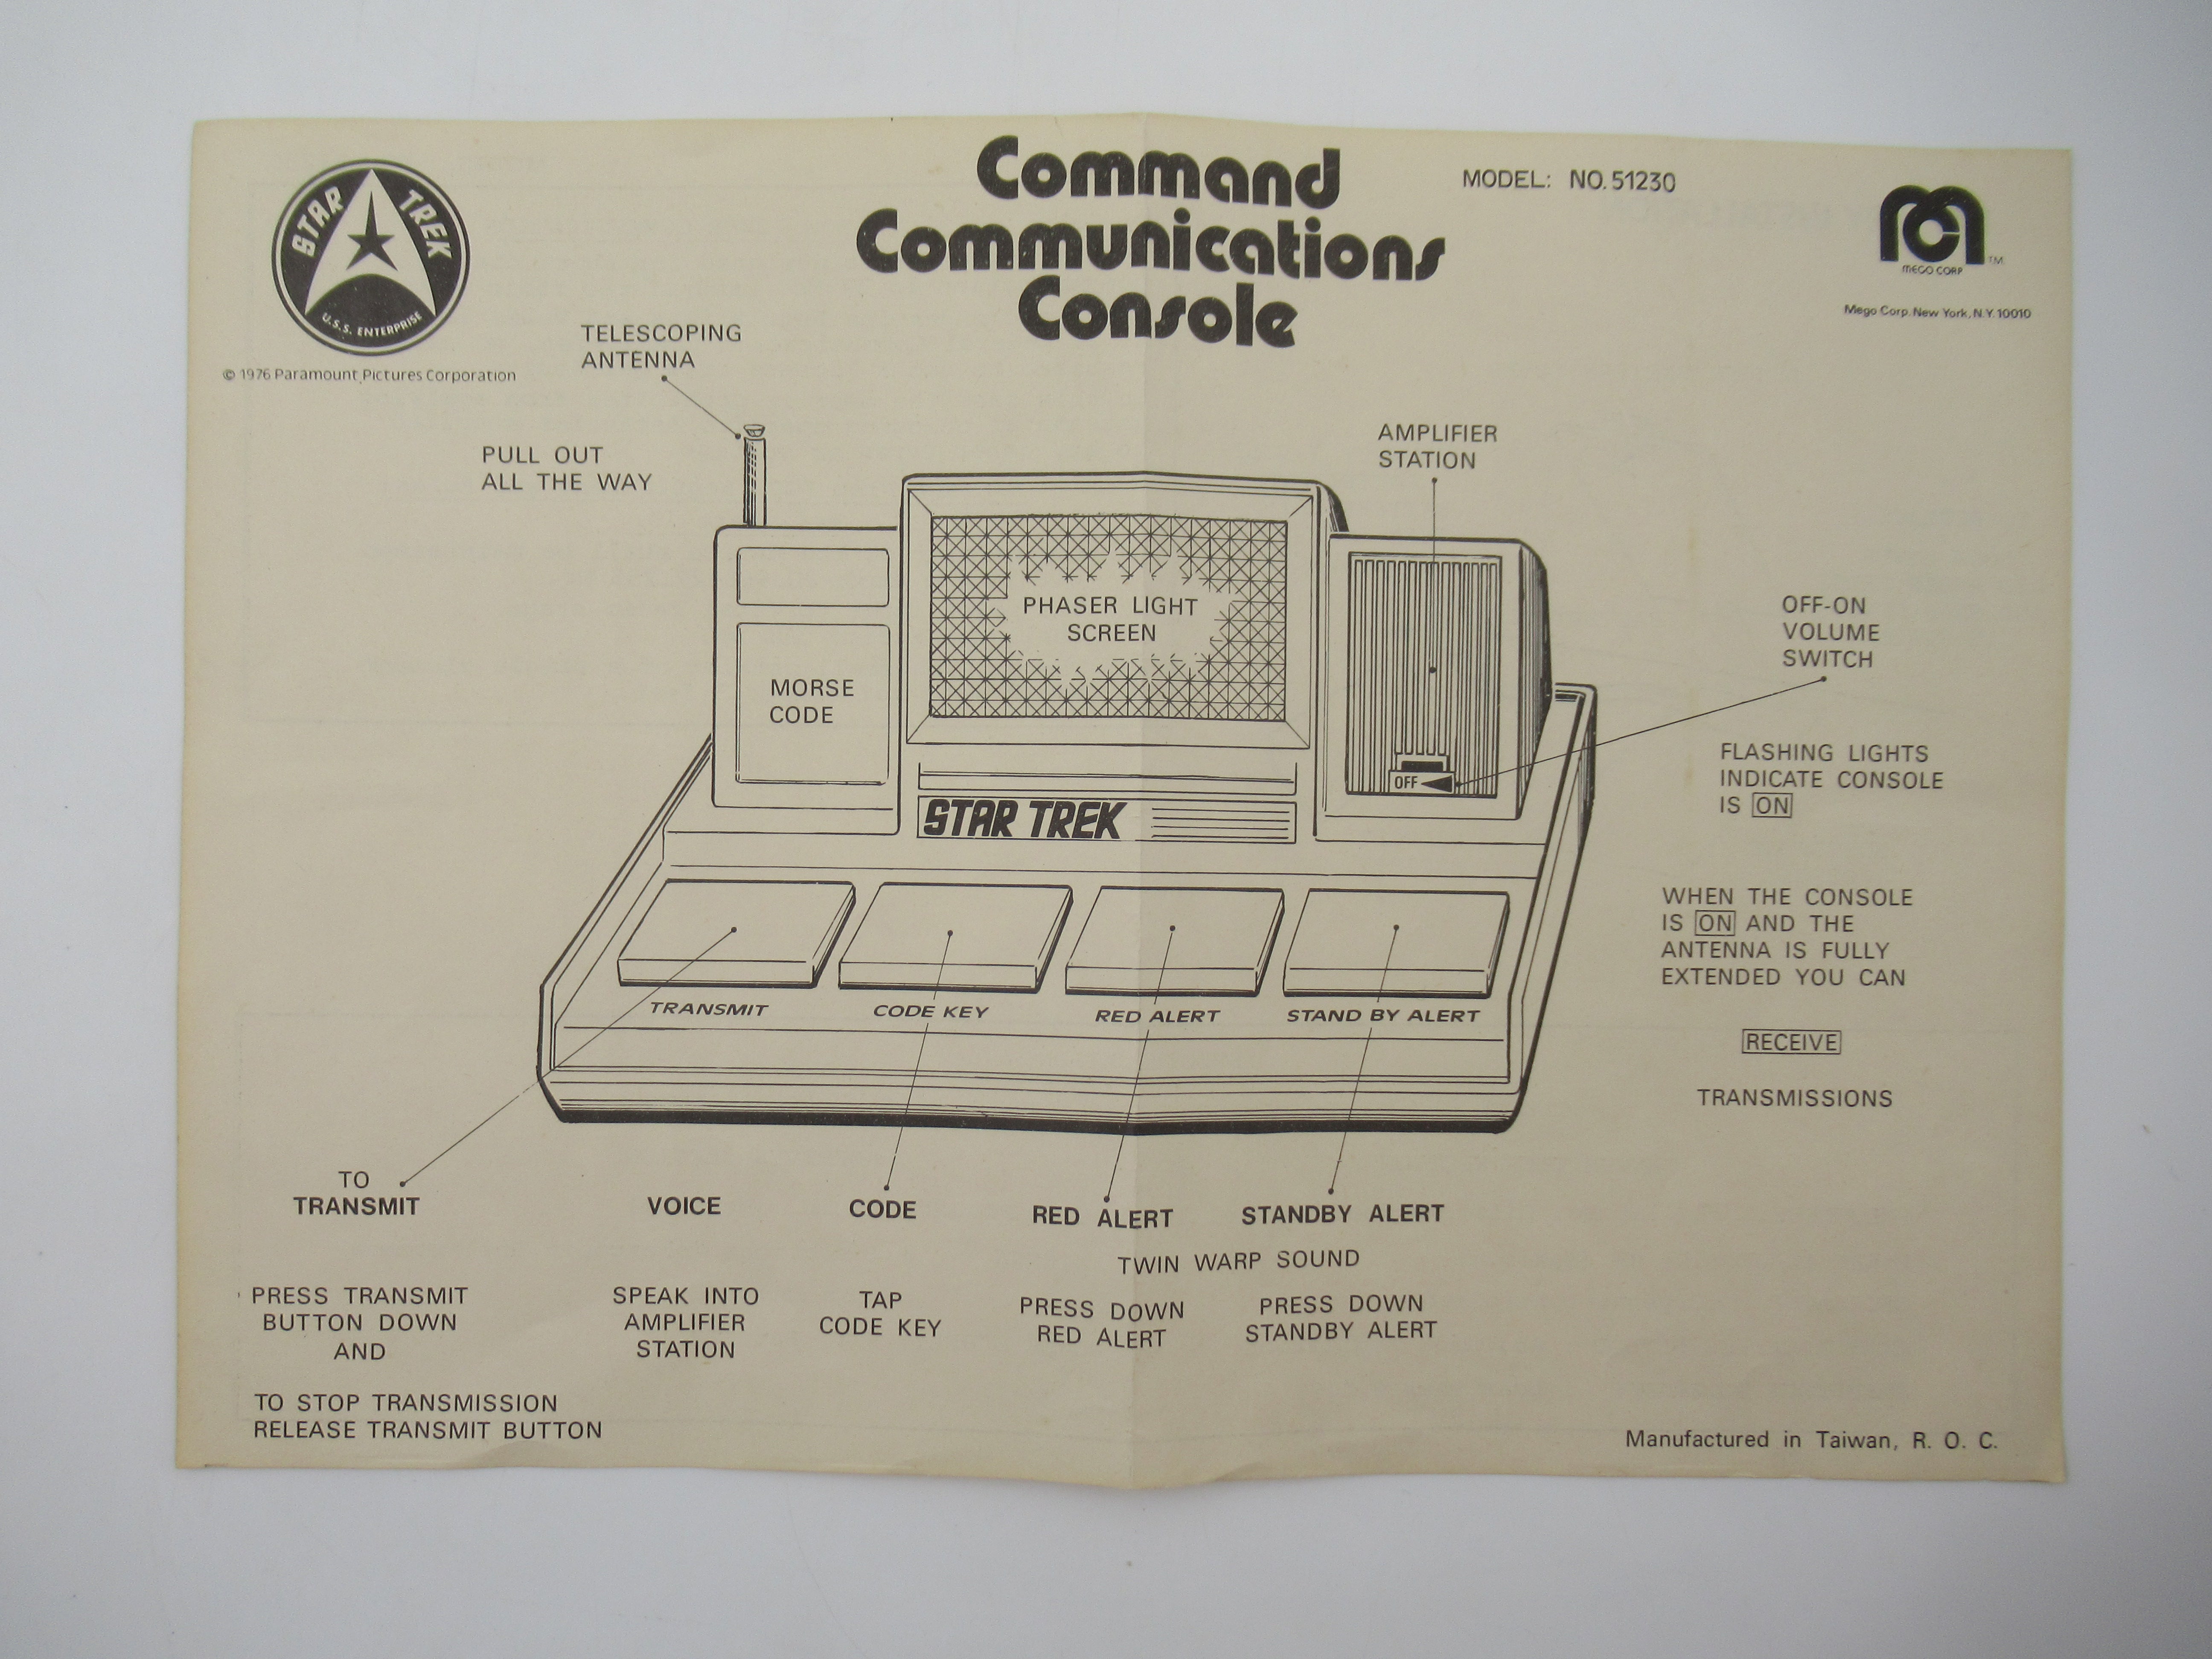 STAR TREK
U.S.S. ENTERPRISE
© 1976 Paramount Pictures Corporation
Command
Communications
Console
MODEL: NO. 51230
MEGO CORP TM
Mego Corp. New York, N.Y. 10010
TELESCOPING
ANTENNA
PULL OUT
ALL THE WAY
AMPLIFIER
STATION
PHASER LIGHT
SCREEN
MORSE
CODE
OFF
STAR TREK
OFF-ON
VOLUME
SWITCH
FLASHING LIGHTS
INDICATE CONSOLE
IS ON
WHEN THE CONSOLE
IS ON AND THE
ANTENNA IS FULLY
EXTENDED YOU CAN
RECEIVE
TRANSMISSIONS
TRANSMIT
CODE KEY
RED ALERT
STAND BY ALERT
TO
TRANSMIT
PRESS TRANSMIT
BUTTON DOWN
AND
VOICE
SPEAK INTO
AMPLIFIER
STATION
CODE
TAP
CODE KEY
RED ALERT
STANDBY ALERT
TWIN WARP SOUND
PRESS DOWN
RED ALERT
PRESS DOWN
STANDBY ALERT
TO STOP TRANSMISSION
RELEASE TRANSMIT BUTTON
Manufactured in Taiwan, R. O. C.